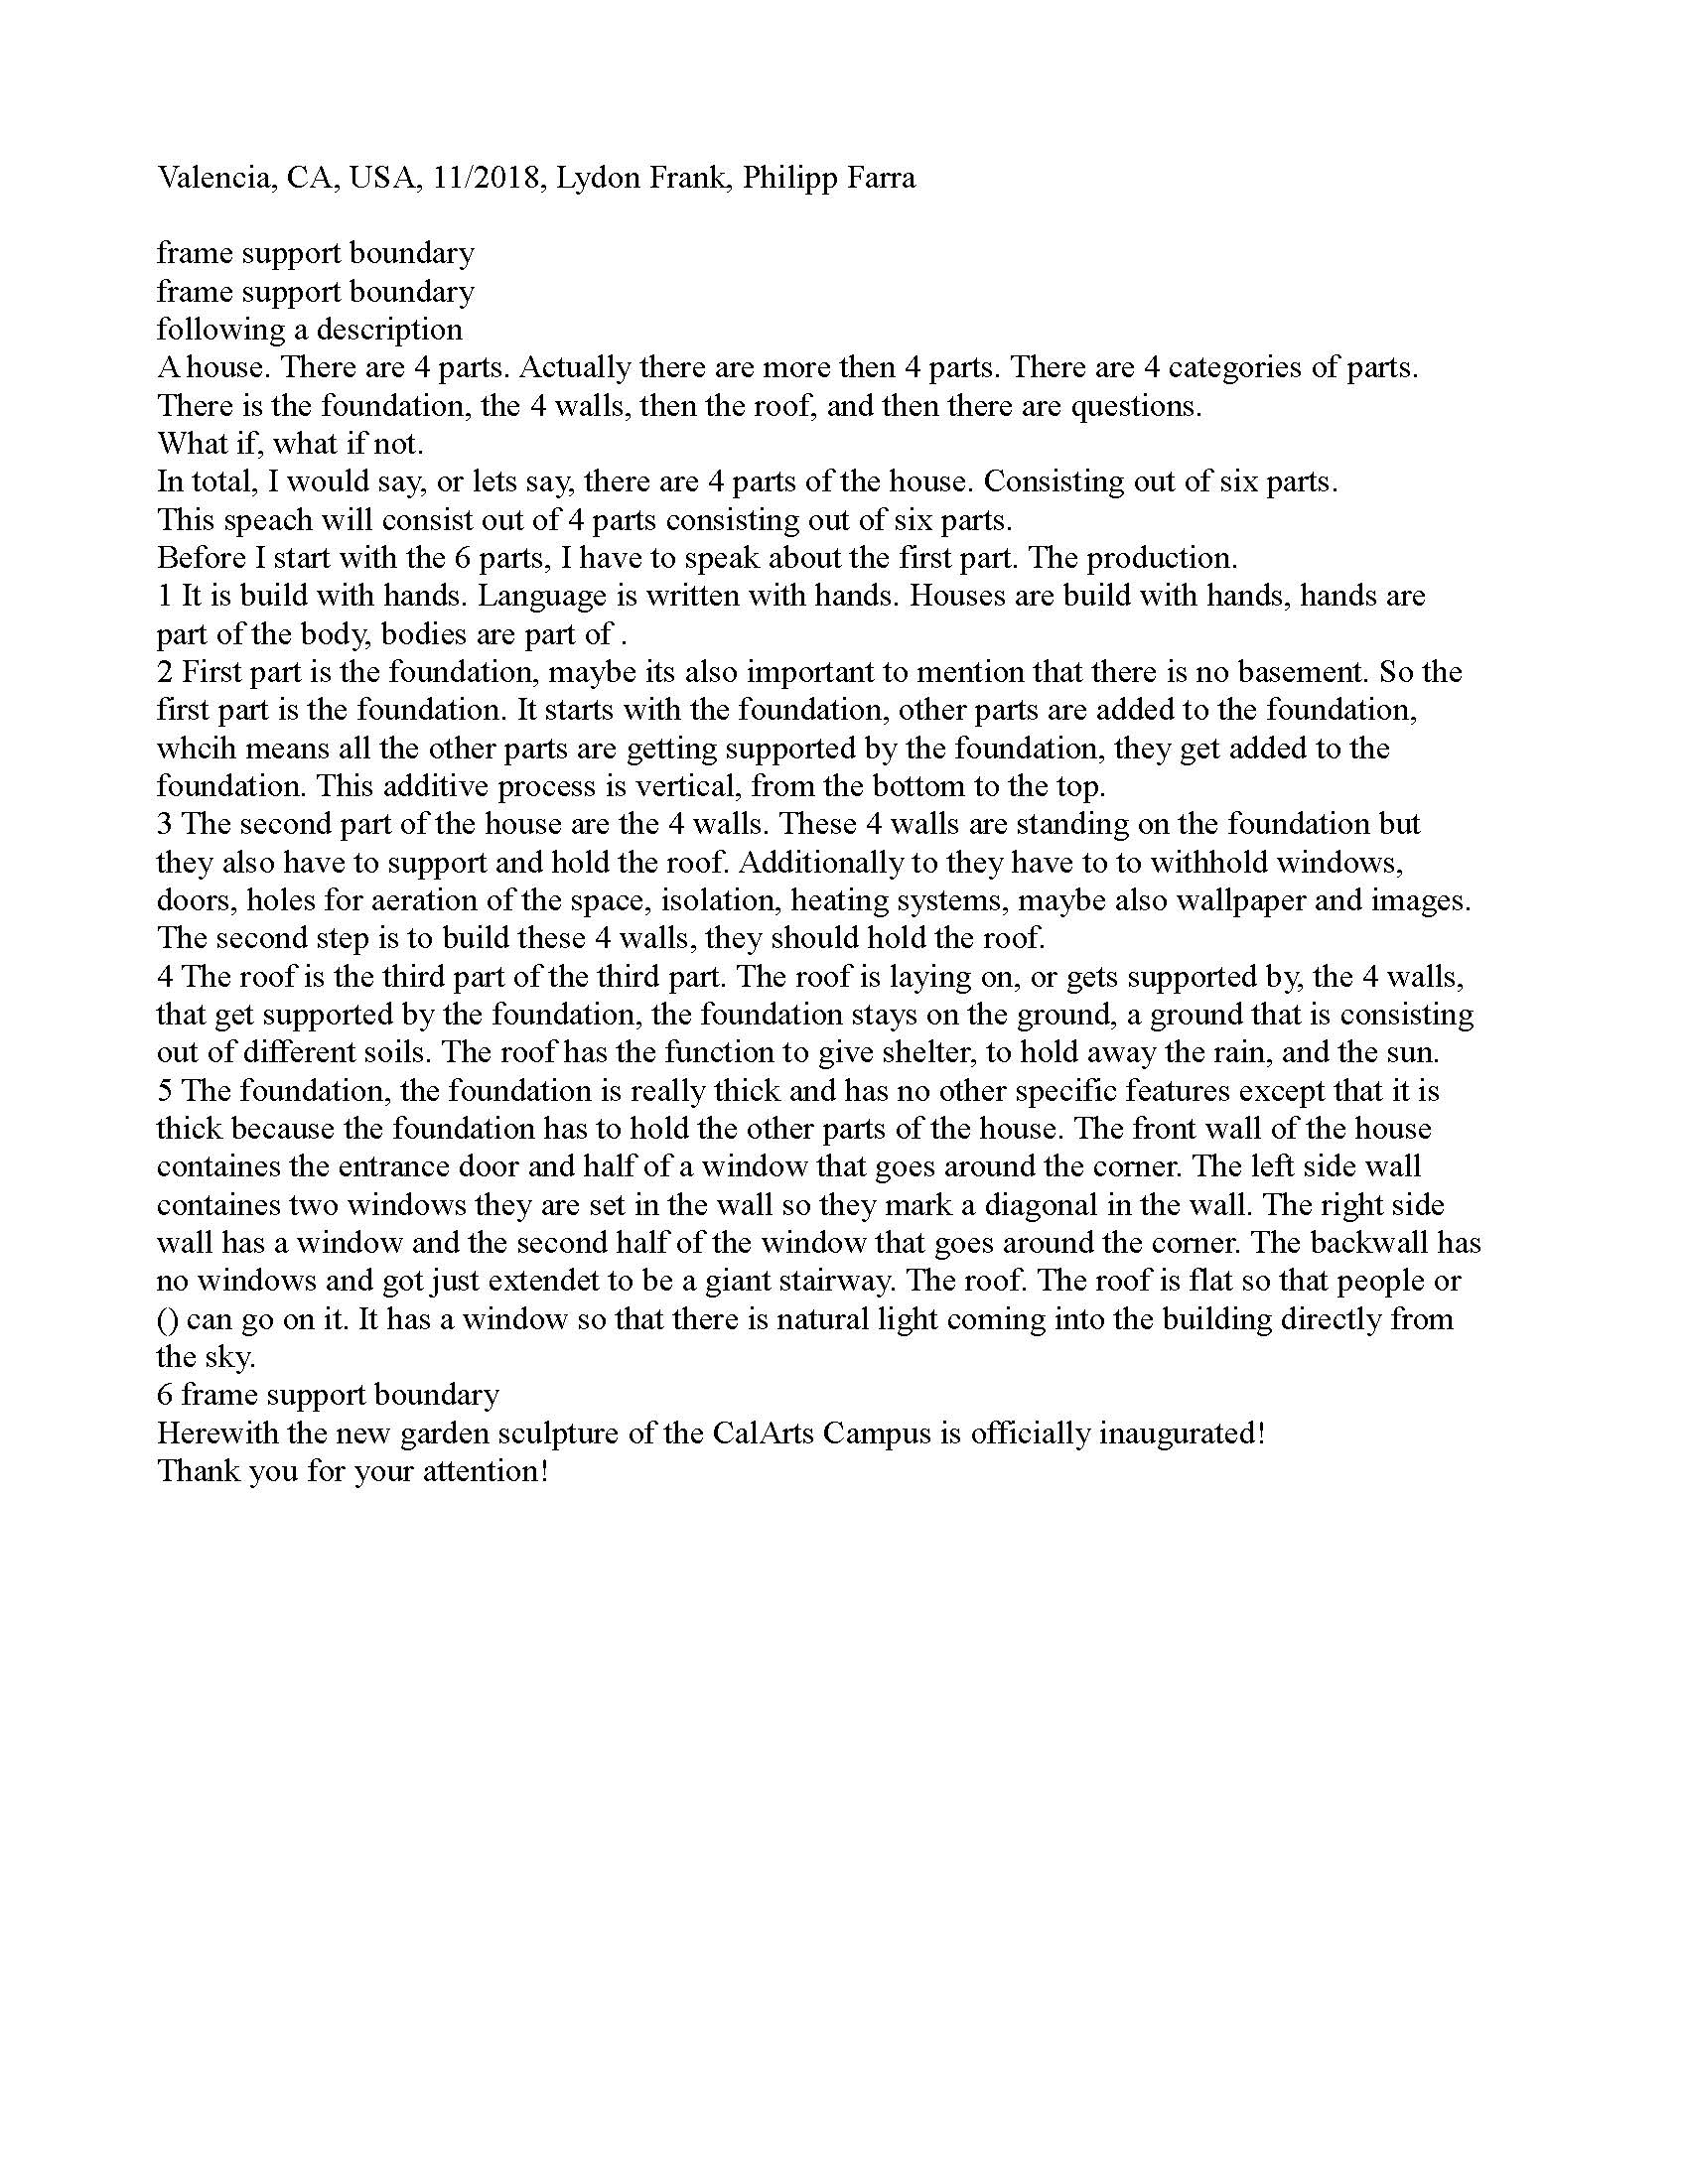 Valencia, CA, USA, 11/2018, Lydon Frank, Philipp Farra
frame support boundary
frame support boundary
following a description
A house. There are 4 parts. Actually there are more then 4 parts. There are 4 categories of parts.
There is the foundation, the 4 walls, then the roof, and then there are questions.
What if, what if not.
In total, I would say, or lets say, there are 4 parts of the house. Consisting out of six parts.
This speach will consist out of 4 parts consisting out of six parts.
Before I start with the 6 parts, I have to speak about the first part. The production.
1 It is build with hands. Language is written with hands. Houses are build with hands, hands are
part of the body, bodies are part of .
2 First part is the foundation, maybe its also important to mention that there is no basement. So the
first part is the foundation. It starts with the foundation, other parts are added to the foundation,
whcih means all the other parts are getting supported by the foundation, they get added to the
foundation. This additive process is vertical, from the bottom to the top.
3 The second part of the house are the 4 walls. These 4 walls are standing on the foundation but
they also have to support and hold the roof. Additionally to they have to to withhold windows,
doors, holes for aeration of the space, isolation, heating systems, maybe also wallpaper and images.
The second step is to build these 4 walls, they should hold the roof.
4 The roof is the third part of the third part. The roof is laying on, or gets supported by, the 4 walls,
that get supported by the foundation, the foundation stays on the ground, a ground that is consisting
out of different soils. The roof has the function to give shelter, to hold away the rain, and the sun.
5 The foundation, the foundation is really thick and has no other specific features except that it is
thick because the foundation has to hold the other parts of the house. The front wall of the house
containes the entrance door and half of a window that goes around the corner. The left side wall
containes two windows they are set in the wall so they mark a diagonal in the wall. The right side
wall has a window and the second half of the window that goes around the corner. The backwall has
no windows and got just extendet to be a giant stairway. The roof. The roof is flat so that people or
() can go on it. It has a window so that there is natural light coming into the building directly from
the sky.
6 frame support boundary
Herewith the new garden sculpture of the CalArts Campus is officially inaugurated!
Thank you for your attention!